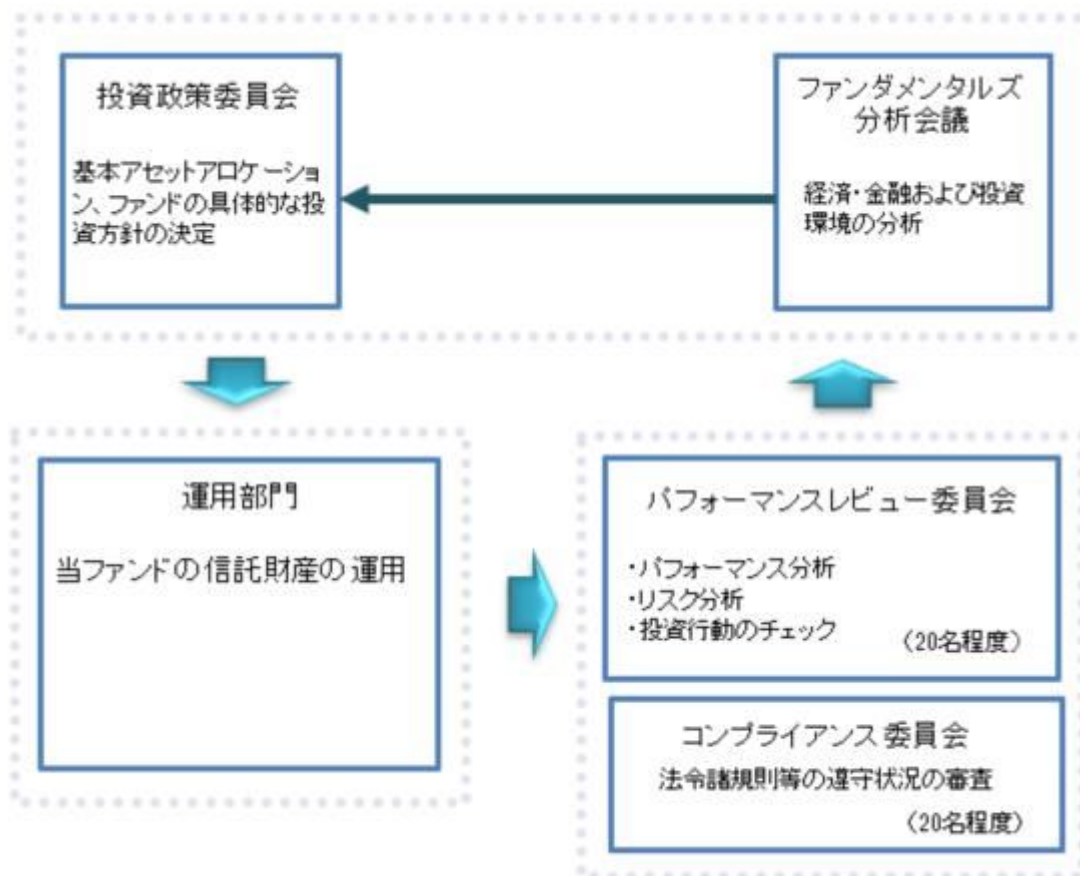 投資政策委員会
基本アセットアロケーショ
ン、ファンドの具体的な投
資方針の決定
ファンダメンタルズ
分析会議
経済・金融および投資
環境の分析
運用部門
当ファンドの信託財産の運用
パフォーマンスレビュー委員会
・パフォーマンス分析
・リスク分析
・投資行動のチェック
（20名程度）
コンプライアンス委員会
法令諸規則等の遵守状況の審査
（20名程度）